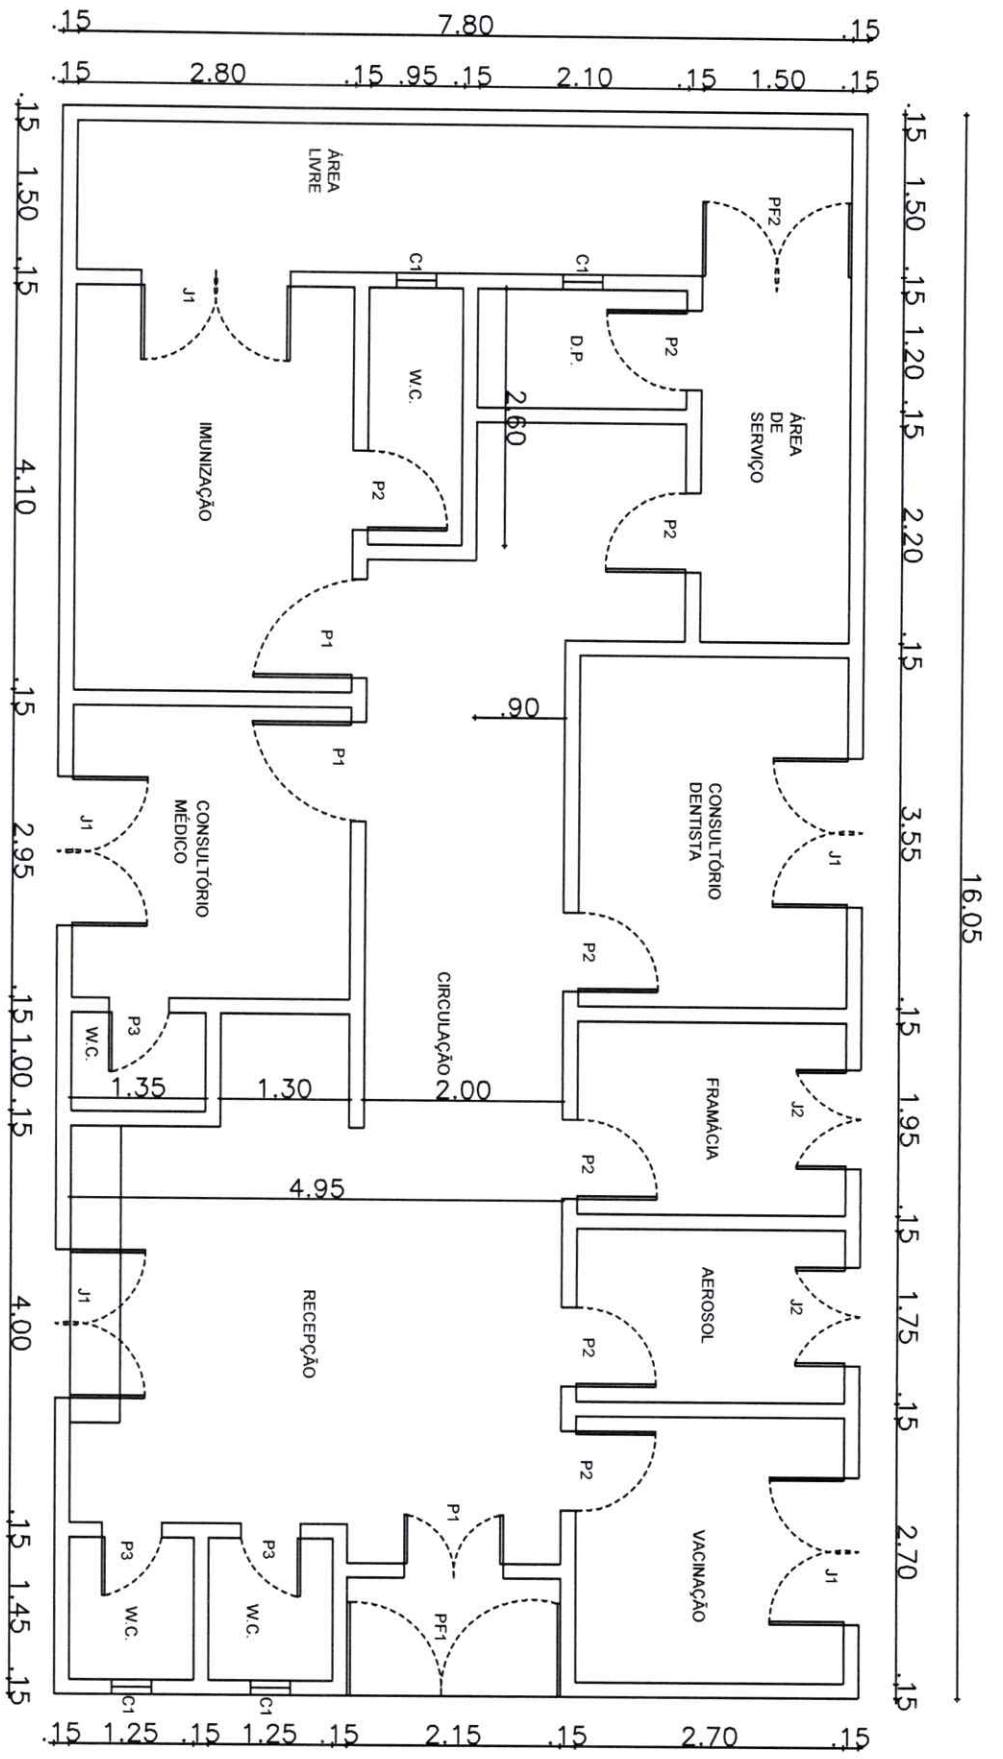 .15 7.80 .15
.15 2.80 .15 .95 .15 2.10 .15 1.50 .15
.15 1.50 .15 4.10 .15 2.95 .15 1.00 .15 4.00 .15 1.45 .15
.15 1.50 .15 1.20 .15 2.20 .15 3.55 .15 1.95 .15 1.75 .15 2.70 .15
16.05
ÁREA
LIVRE
PF2
C1
C1
J1
D.P.
P2
W.C.
2.60
ÁREA
DE
SERVIÇO
IMUNIZAÇÃO
P2
P2
P1
.90
P1
CONSULTÓRIO
MÉDICO
J1
CONSULTÓRIO
DENTISTA
J1
P2
CIRCULAÇÃO
P3
W.C.
1.35
1.30
2.00
FRAMÁCIA
J2
P2
4.95
J1
RECEPÇÃO
AEROSOL
J2
P2
P2
P1
VACINAÇÃO
J1
P3
P3
W.C.
W.C.
PF1
C1
C1
.15 1.25 .15 1.25 .15 2.15 .15 2.70 .15